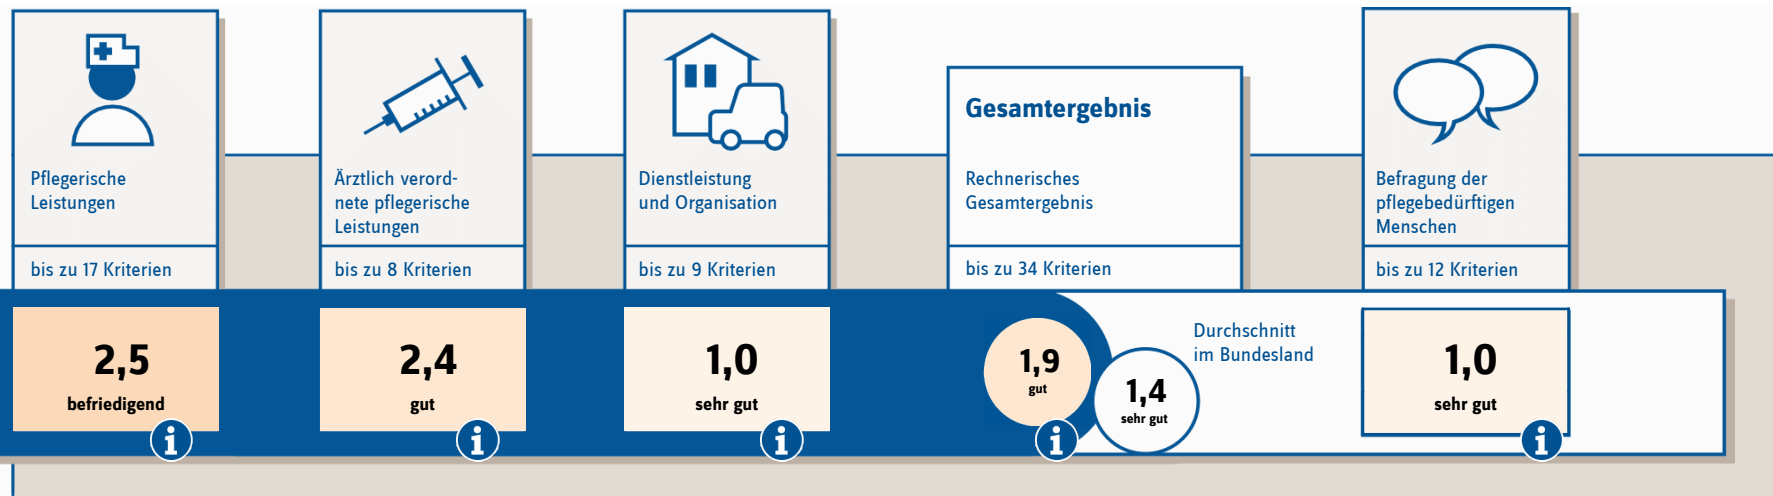 Pflegerische
Leistungen
bis zu 17 Kriterien
2,5
befriedigend
i
Ärztlich verord-
nete pflegerische
Leistungen
bis zu 8 Kriterien
2,4
gut
i
Dienstleistung
und Organisation
bis zu 9 Kriterien
1,0
sehr gut
i
Gesamtergebnis
Rechnerisches
Gesamtergebnis
bis zu 34 Kriterien
1,9
gut
i
1,4
sehr gut
Durchschnitt
im Bundesland
Befragung der
pflegebedürftigen
Menschen
bis zu 12 Kriterien
1,0
sehr gut
i